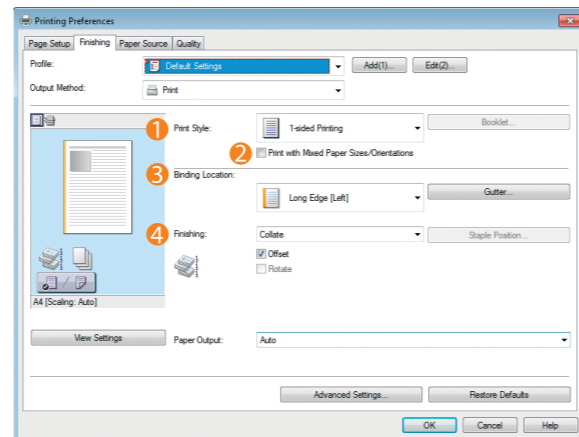 Printing Preferences
Page Setup Finishing Paper Source Quality
Profile: Default Settings Add(1)... Edit(2)...
Output Method: Print
1 Print Style: 1-sided Printing Booklet...
2 Print with Mixed Paper Sizes/Orientations
3 Binding Location:
Long Edge [Left] Gutter...
4 Finishing: Collate Staple Position...
Offset
Rotate
A4 [Scaling: Auto]
View Settings Paper Output: Auto
Advanced Settings... Restore Defaults
OK Cancel Help